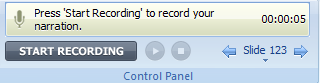 Press 'Start Recording' to record your
narration.
00:00:05
START RECORDING
Slide 123
Control Panel